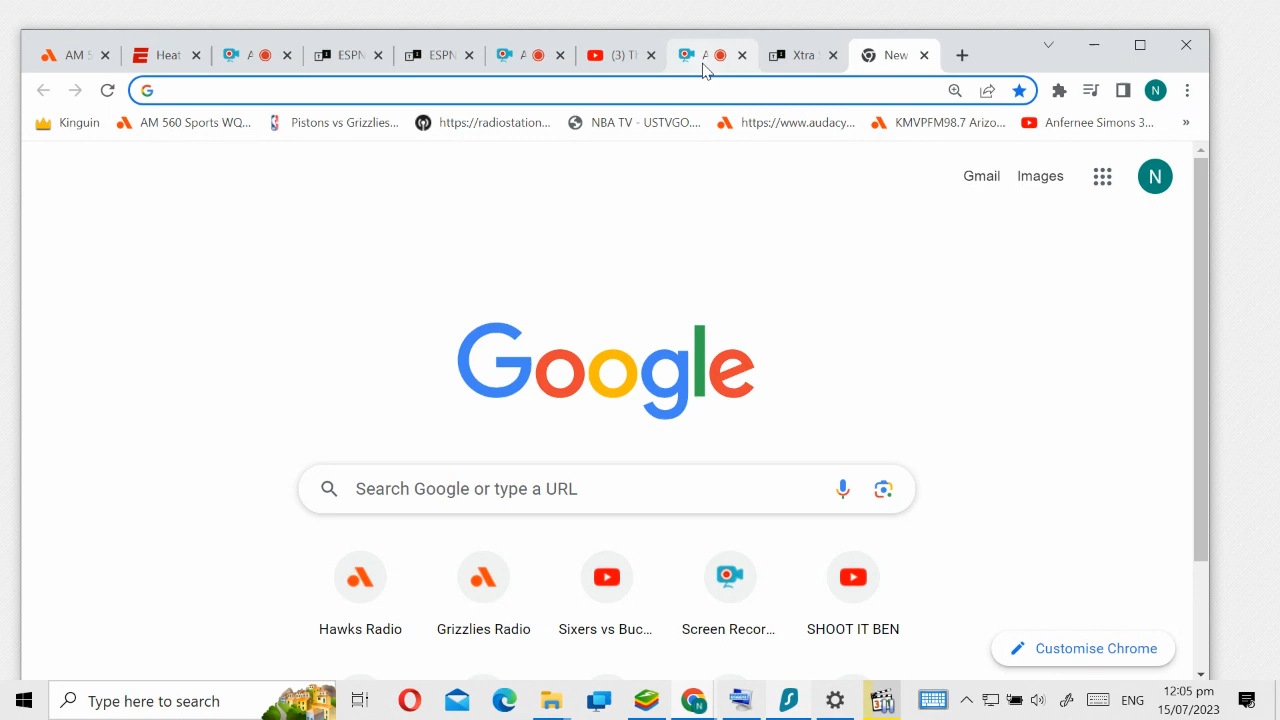 AM 5
Heat
A
ESPN
ESPN
A
(3) Th
A
Xtra
New
Kinguin
AM 560 Sports WQ...
Pistons vs Grizzlies...
https://radiostation...
NBA TV - USTVGO....
https://www.audacy...
KMVPFM98.7 Arizo...
Anfernee Simons 3...
»
N
Gmail
Images
N
Google
Search Google or type a URL
Hawks Radio
Grizzlies Radio
Sixers vs Buc...
Screen Recor...
SHOOT IT BEN
Customise Chrome
Type here to search
ENG
12:05 pm
15/07/2023